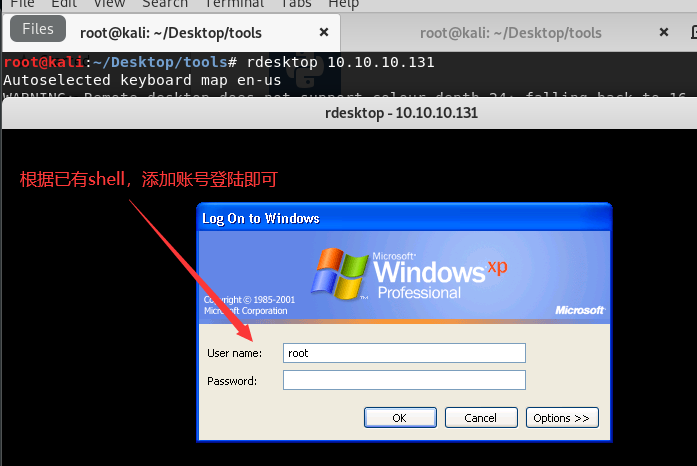 File Edit View Search Terminal Tabs Help
Files
root@kali: ~/Desktop/tools × root@kali: ~/Desktop/tools ×
root@kali:~/Desktop/tools# rdesktop 10.10.10.131
Autoselected keyboard map en-us
WARNING: Remote desktop does not support colour depth 24; falling back to 16
rdesktop - 10.10.10.131
根据已有shell，添加账号登陆即可
Log On to Windows
Microsoft
Windows xp
Professional
Copyright © 1985-2001
Microsoft Corporation
Microsoft
User name: root
Password:
OK Cancel Options >>